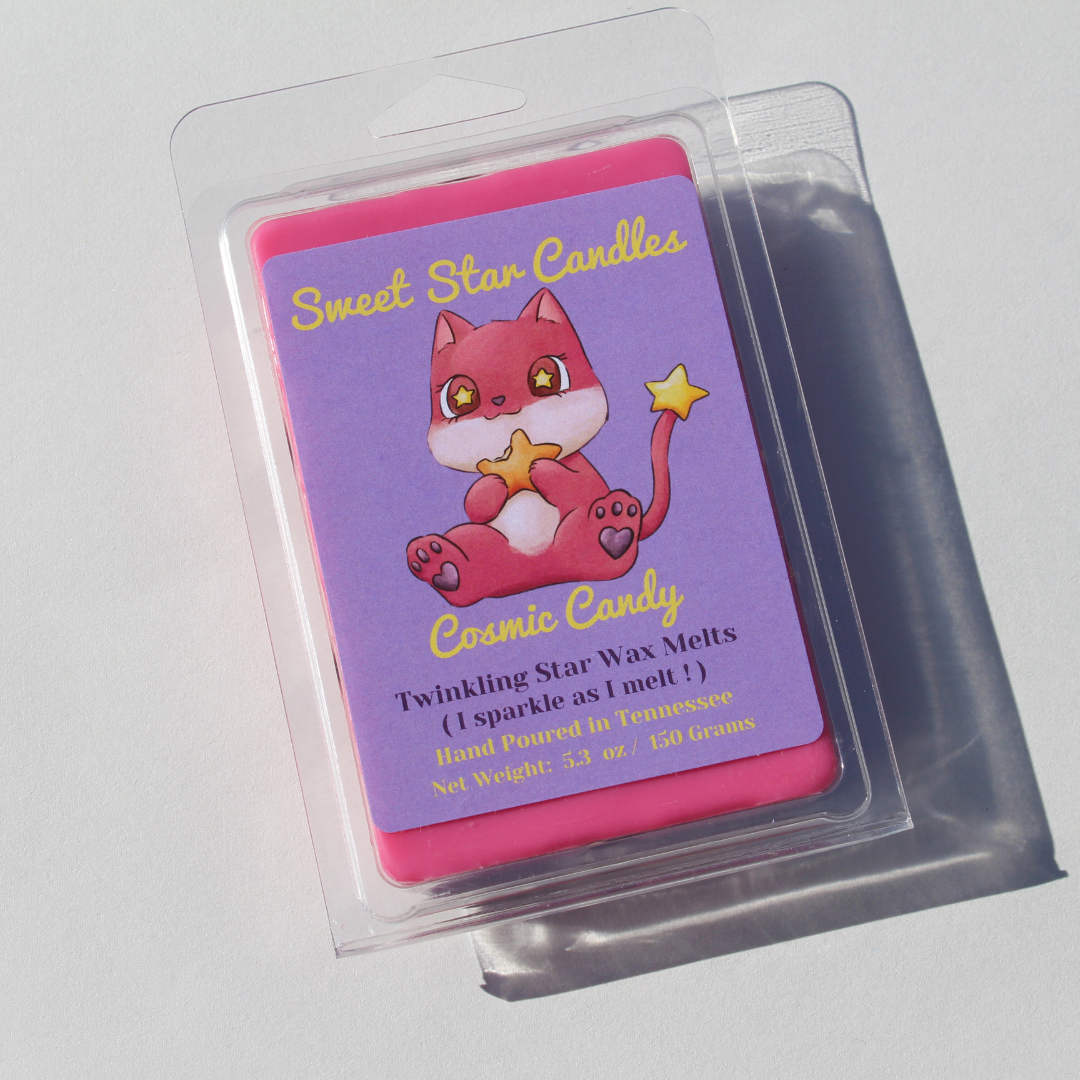 Sweet Star Candles
Cosmic Candy
Twinkling Star Wax Melts
( I sparkle as I melt ! )
Hand Poured in Tennessee
Net Weight: 5.3 oz / 150 Grams